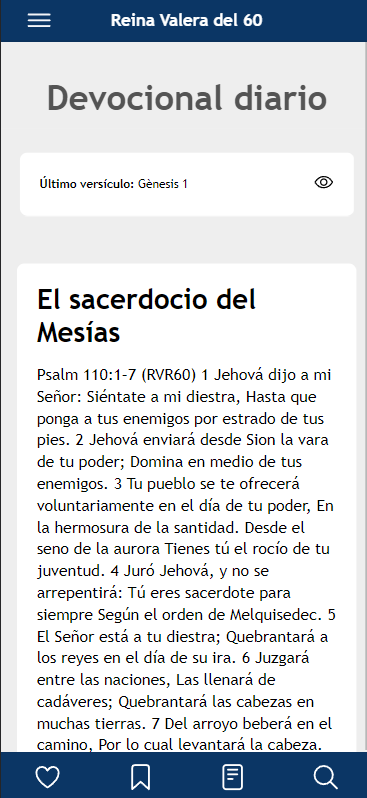 Reina Valera del 60
Devocional diario
Último versículo: Gènesis 1
El sacerdocio del
Mesías
Psalm 110:1-7 (RVR60) 1 Jehová dijo a mi
Señor: Siéntate a mi diestra, Hasta que
ponga a tus enemigos por estrado de tus
pies. 2 Jehová enviará desde Sion la vara
de tu poder; Domina en medio de tus
enemigos. 3 Tu pueblo se te ofrecerá
voluntariamente en el día de tu poder, En
la hermosura de la santidad. Desde el
seno de la aurora Tienes tú el rocío de tu
juventud. 4 Juró Jehová, y no se
arrepentirá: Tú eres sacerdote para
siempre Según el orden de Melquisedec. 5
El Señor está a tu diestra; Quebrantará a
los reyes en el día de su ira. 6 Juzgará
entre las naciones, Las llenará de
cadáveres; Quebrantará las cabezas en
muchas tierras. 7 Del arroyo beberá en el
camino, Por lo cual levantará la cabeza.